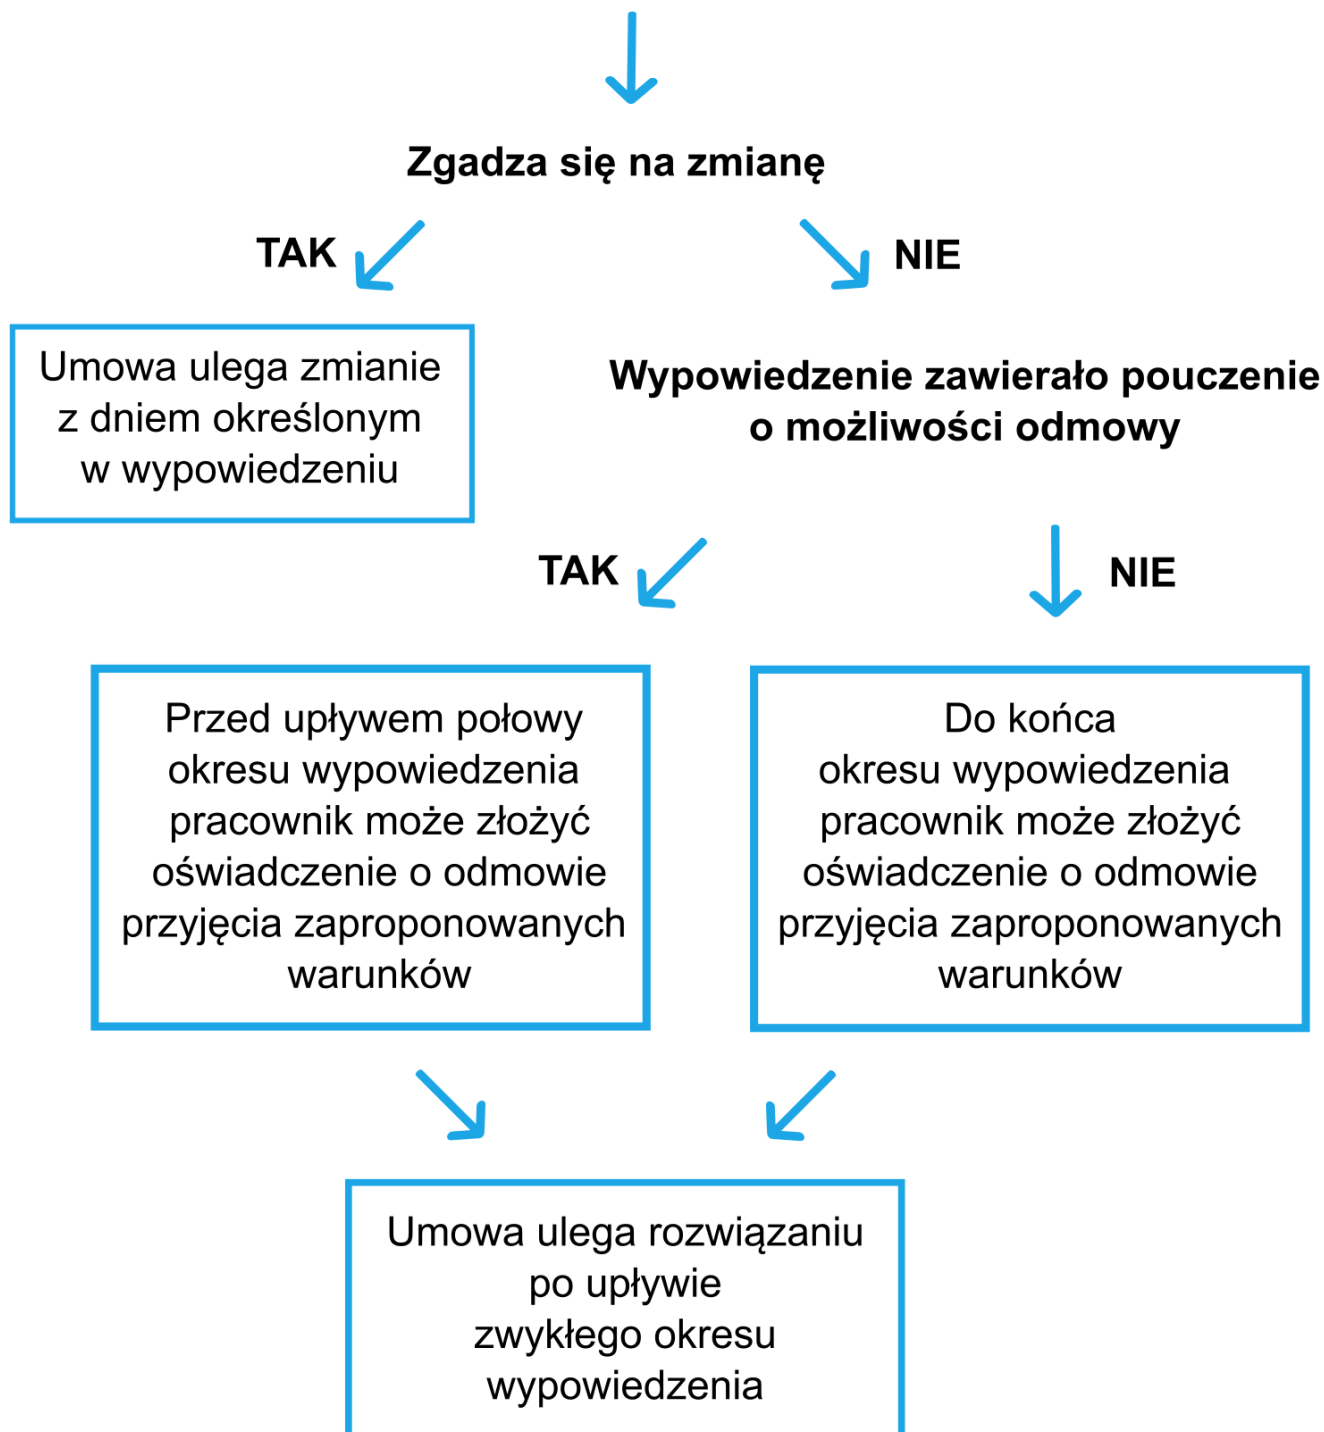 Zgadza się na zmianę
TAK
NIE
Umowa ulega zmianie
z dniem określonym
w wypowiedzeniu
Wypowiedzenie zawierało pouczenie
o możliwości odmowy
TAK
NIE
Przed upływem połowy
okresu wypowiedzenia
pracownik może złożyć
oświadczenie o odmowie
przyjęcia zaproponowanych
warunków
Do końca
okresu wypowiedzenia
pracownik może złożyć
oświadczenie o odmowie
przyjęcia zaproponowanych
warunków
Umowa ulega rozwiązaniu
po upływie
zwykłego okresu
wypowiedzenia